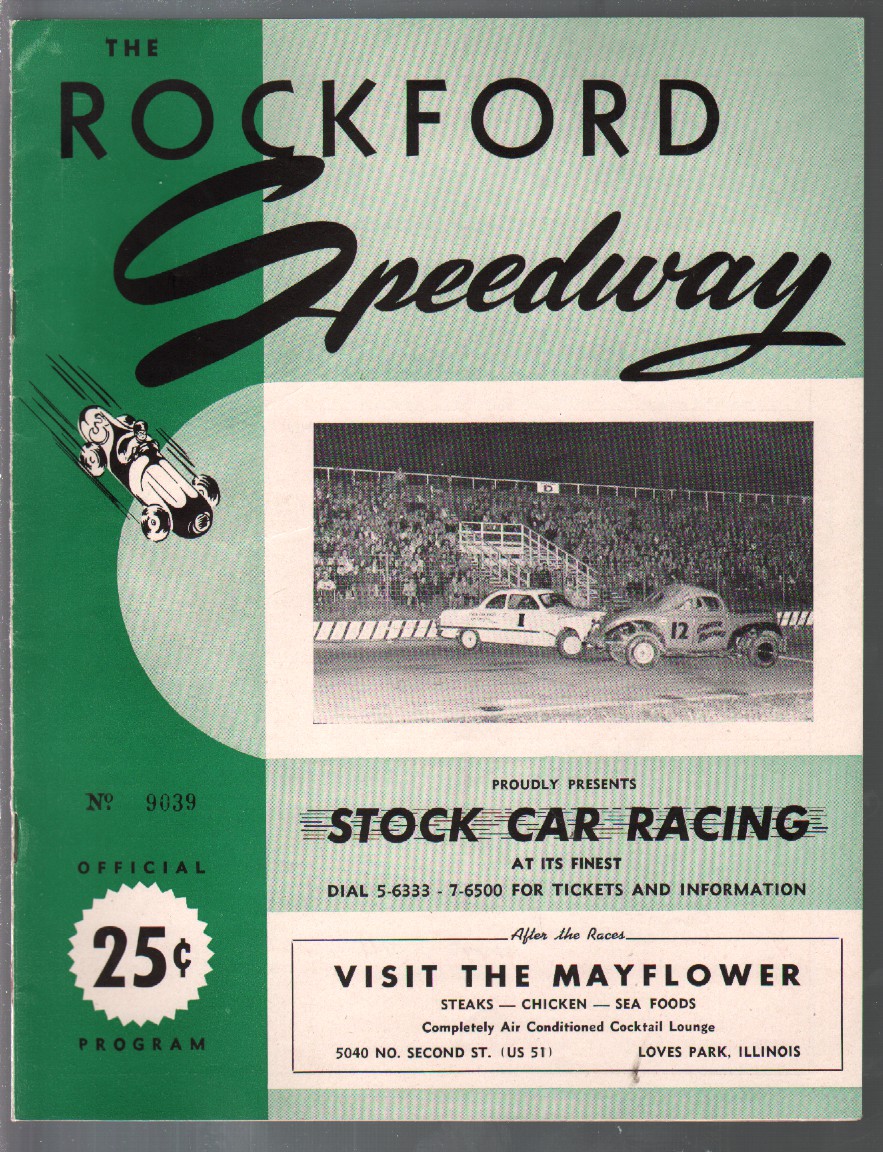 THE
ROCKFORD
Speedway
D
1
12
PROUDLY PRESENTS
STOCK CAR RACING
AT ITS FINEST
DIAL 5-6333 - 7-6500 FOR TICKETS AND INFORMATION
Nº 9039
OFFICIAL
25¢
PROGRAM
After the Races
VISIT THE MAYFLOWER
STEAKS — CHICKEN — SEA FOODS
Completely Air Conditioned Cocktail Lounge
5040 NO. SECOND ST. (US 51) LOVES PARK, ILLINOIS